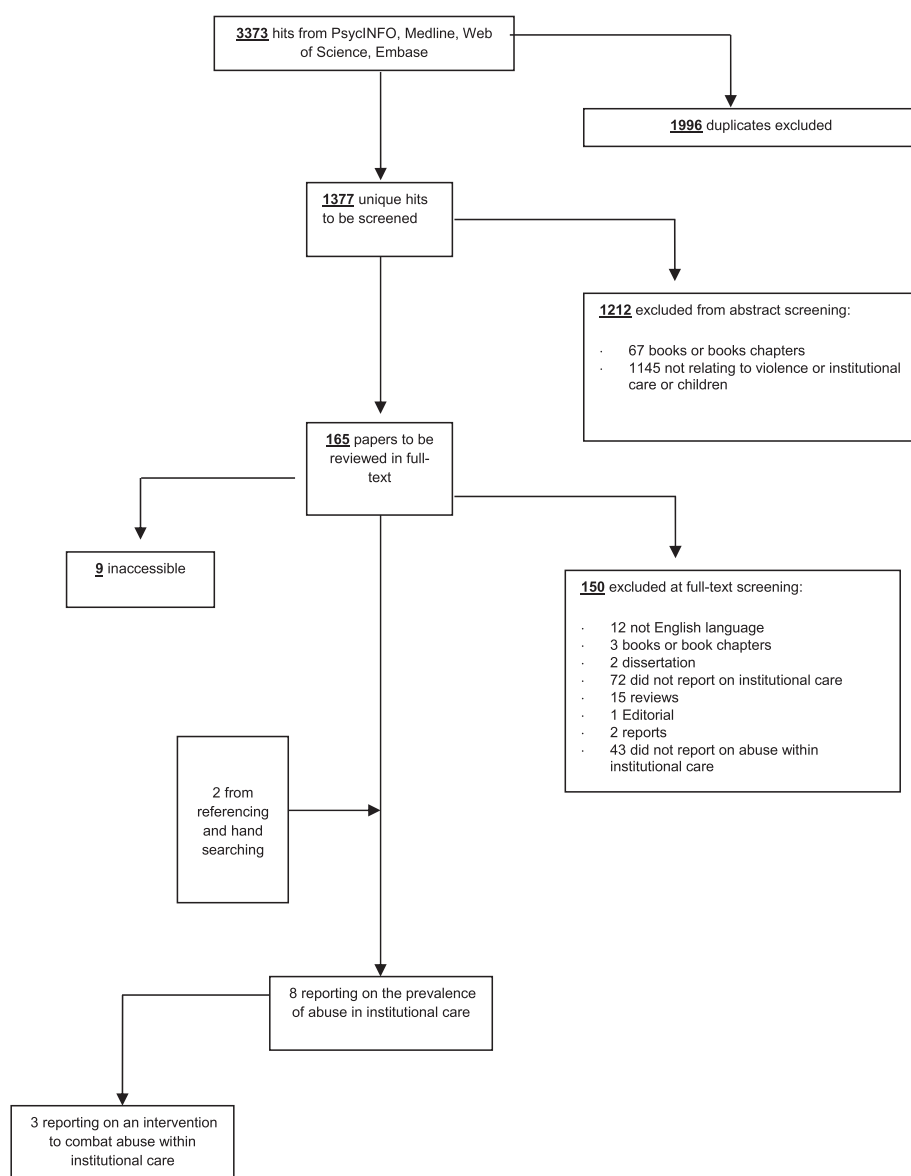 3373 hits from PsycINFO, Medline, Web
of Science, Embase
1996 duplicates excluded
1377 unique hits
to be screened
1212 excluded from abstract screening:
· 67 books or books chapters
· 1145 not relating to violence or institutional
care or children
165 papers to be
reviewed in full-
text
9 inaccessible
150 excluded at full-text screening:
· 12 not English language
· 3 books or book chapters
· 2 dissertation
· 72 did not report on institutional care
· 15 reviews
· 1 Editorial
· 2 reports
· 43 did not report on abuse within
institutional care
2 from
referencing
and hand
searching
8 reporting on the prevalence
of abuse in institutional care
3 reporting on an intervention
to combat abuse within
institutional care